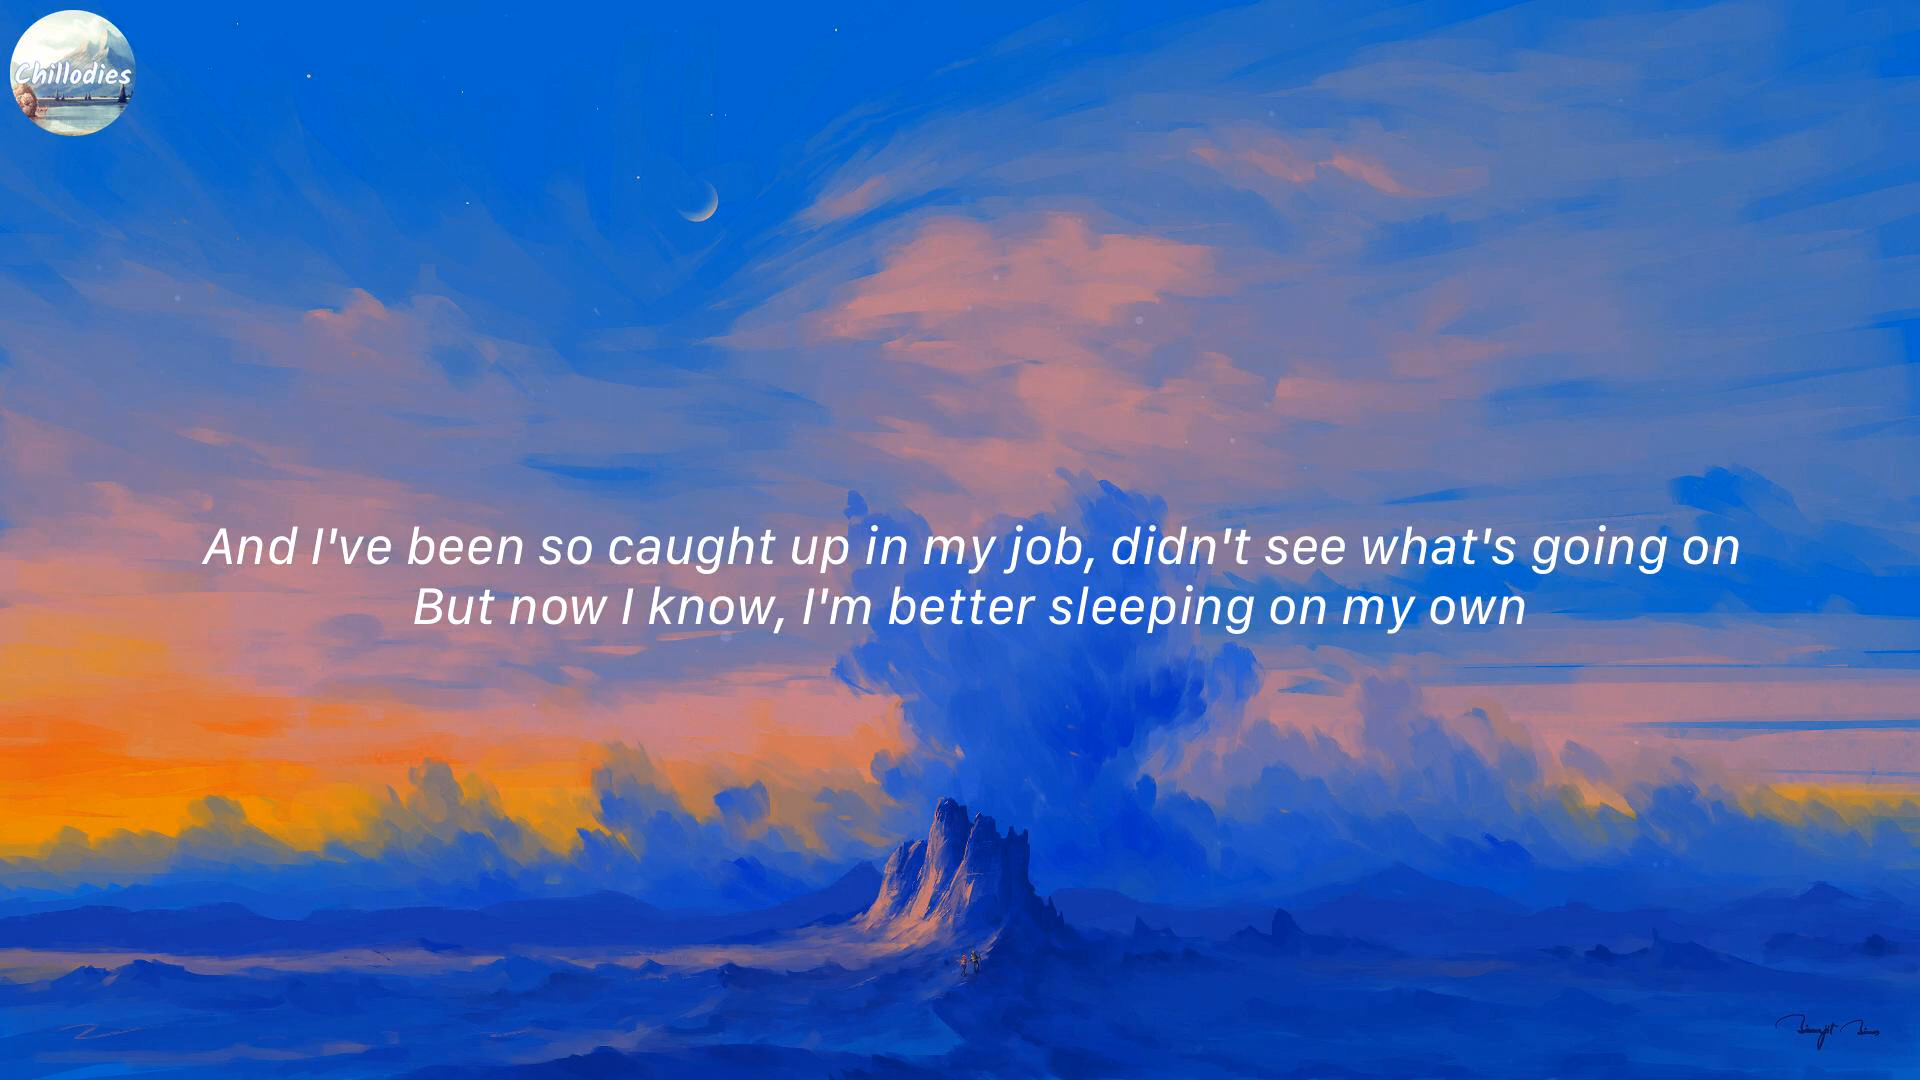 Chillodies
And I've been so caught up in my job, didn't see what's going on
But now I know, I'm better sleeping on my own